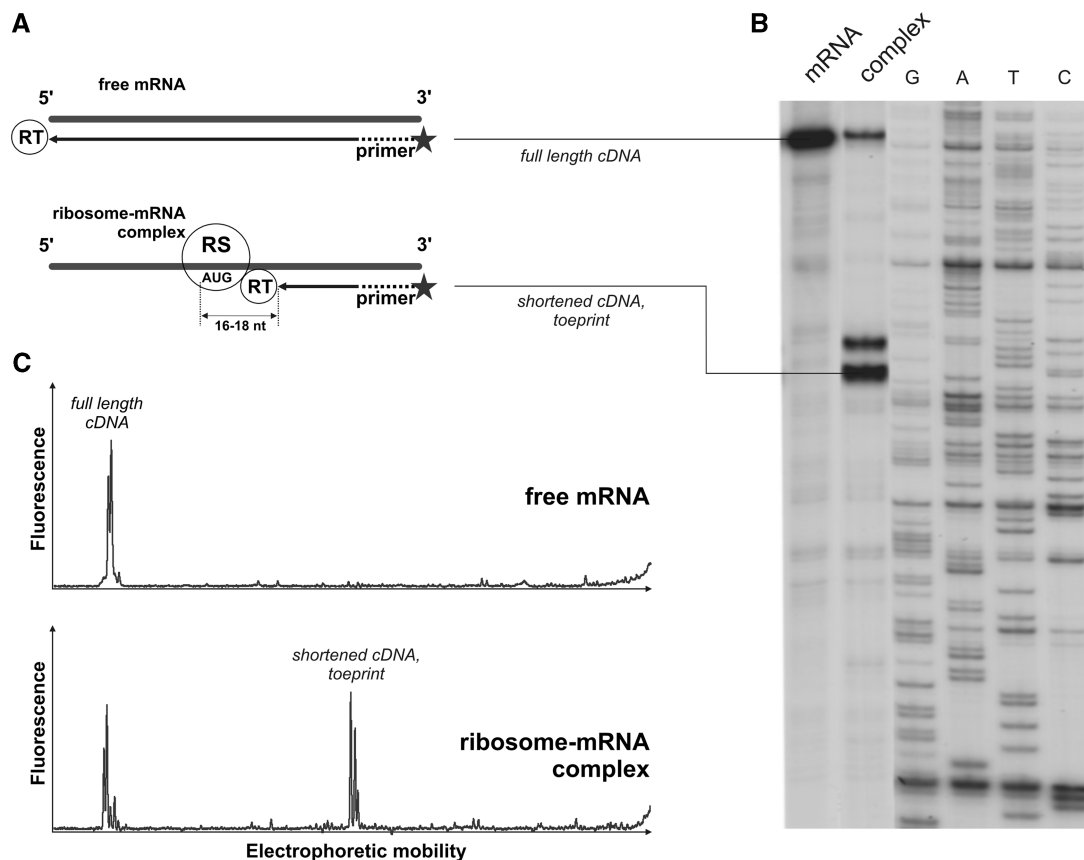 A
free mRNA
5'
3'
RT
primer
full length cDNA
ribosome-mRNA
complex
5'
3'
RS
AUG
RT
primer
16-18 nt
shortened cDNA,
toeprint
B
mRNA
complex
G
A
T
C
C
Fluorescence
full length
cDNA
free mRNA
Fluorescence
shortened cDNA,
toeprint
ribosome-mRNA
complex
Electrophoretic mobility